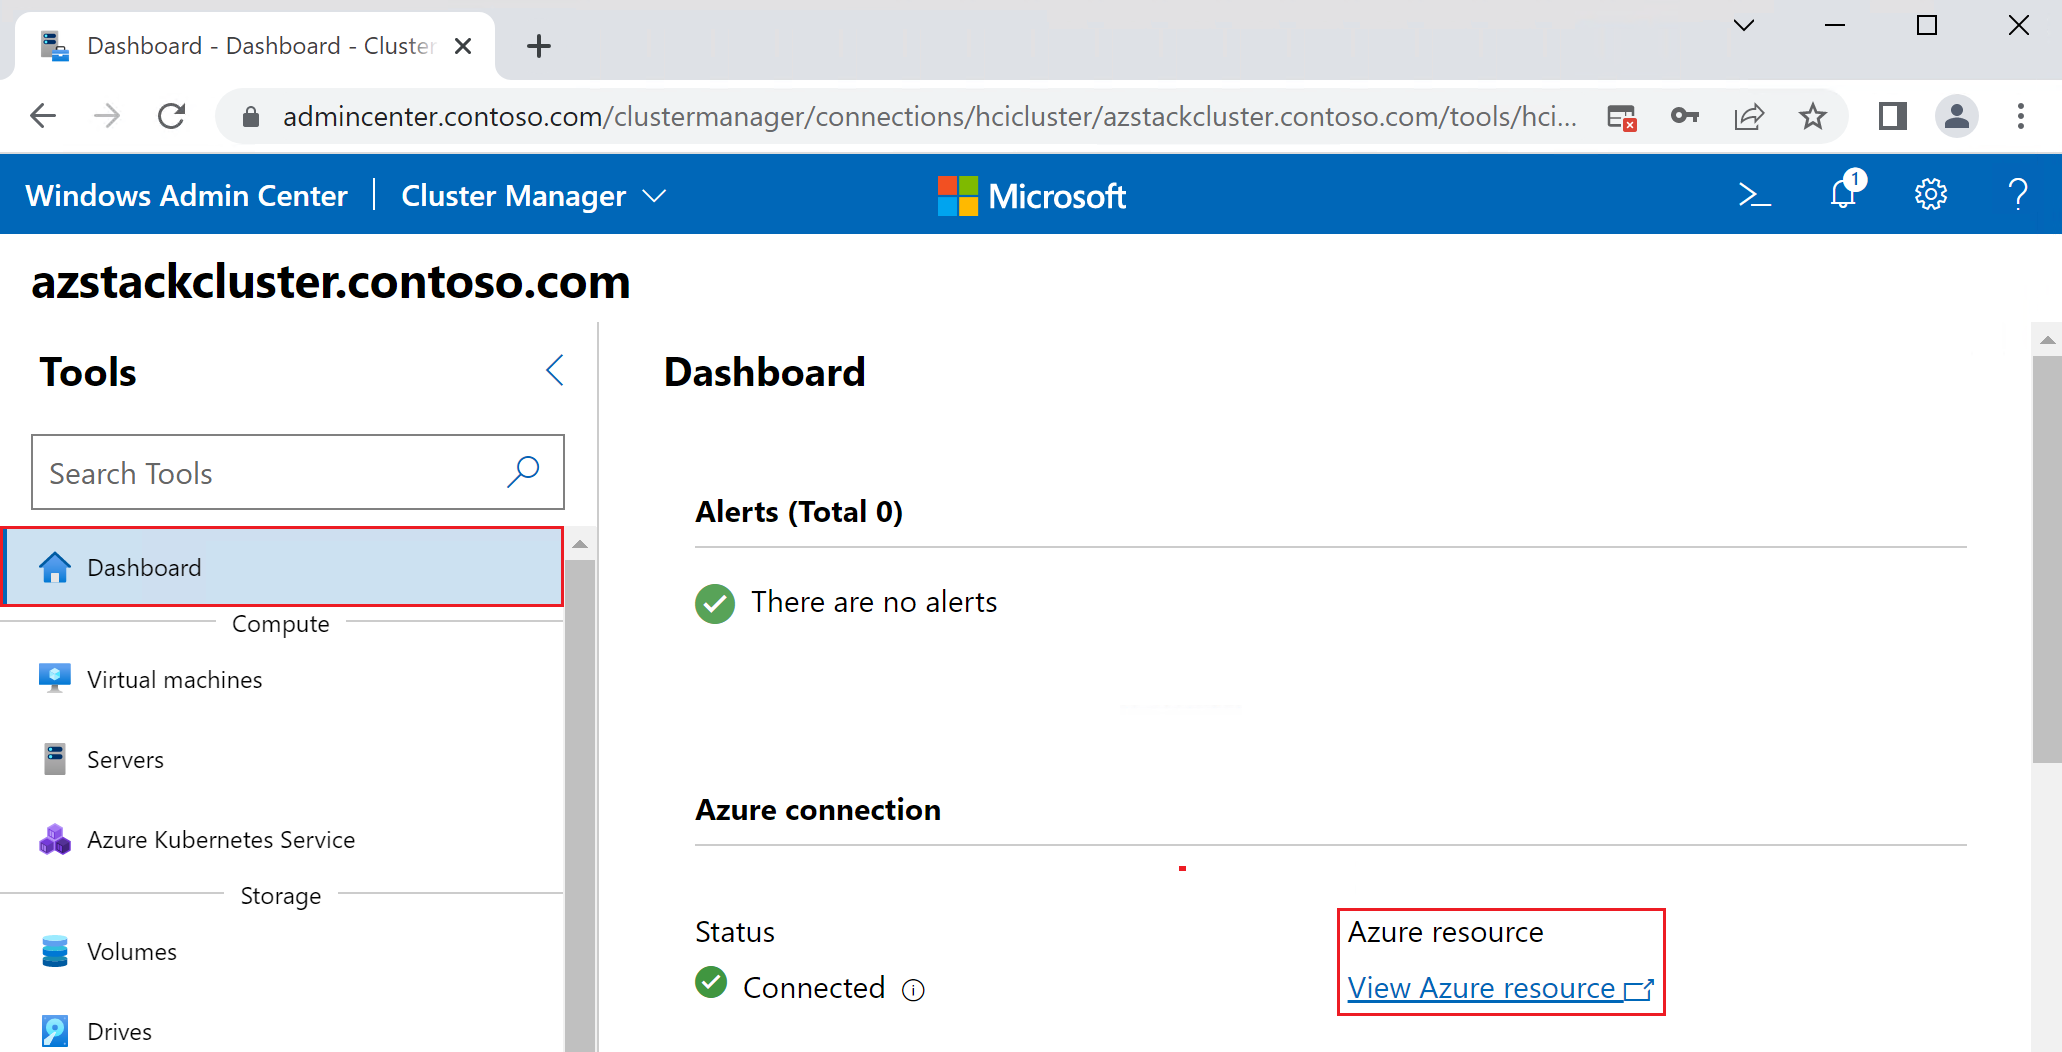 Dashboard - Dashboard - Cluster
admincenter.contoso.com/clustermanager/connections/hcicluster/azstackcluster.contoso.com/tools/hci...
Windows Admin Center | Cluster Manager
Microsoft
1
azstackcluster.contoso.com
Tools
Search Tools
Dashboard
Compute
Virtual machines
Servers
Azure Kubernetes Service
Storage
Volumes
Drives
Dashboard
Alerts (Total 0)
There are no alerts
Azure connection
Status
Connected
Azure resource
View Azure resource